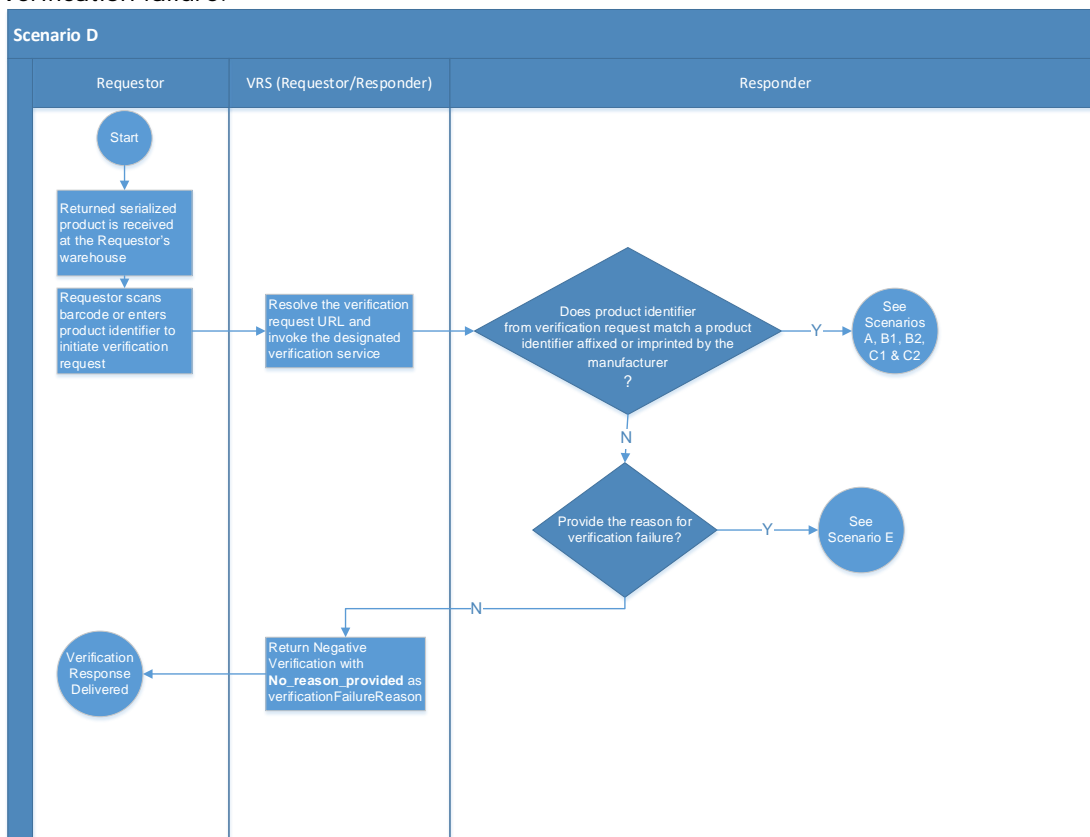 verification failure.
Scenario D
Requestor
VRS (Requestor/Responder)
Responder
Start
Returned serialized
product is received
at the Requestor's
warehouse
Requestor scans
barcode or enters
product identifier to
initiate verification
request
Resolve the verification
request URL and
invoke the designated
verification service
Does product identifier
from verification request match a product
identifier affixed or imprinted by the
manufacturer
?
Y
See
Scenarios
A, B1, B2,
C1 & C2
N
Provide the reason for
verification failure?
Y
See
Scenario E
N
Return Negative
Verification with
No_reason_provided as
verificationFailureReason
Verification
Response
Delivered